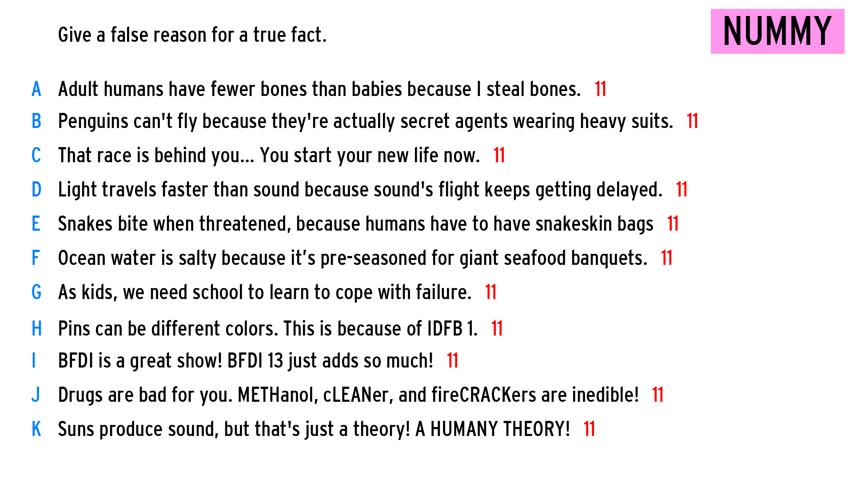 NUMMY
Give a false reason for a true fact.
A Adult humans have fewer bones than babies because I steal bones. 11
B Penguins can't fly because they're actually secret agents wearing heavy suits. 11
C That race is behind you... You start your new life now. 11
D Light travels faster than sound because sound's flight keeps getting delayed. 11
E Snakes bite when threatened, because humans have to have snakeskin bags 11
F Ocean water is salty because it’s pre-seasoned for giant seafood banquets. 11
G As kids, we need school to learn to cope with failure. 11
H Pins can be different colors. This is because of IDFB 1. 11
I BFDI is a great show! BFDI 13 just adds so much! 11
J Drugs are bad for you. METHanol, cLEANer, and fireCRACKers are inedible! 11
K Suns produce sound, but that's just a theory! A HUMANY THEORY! 11